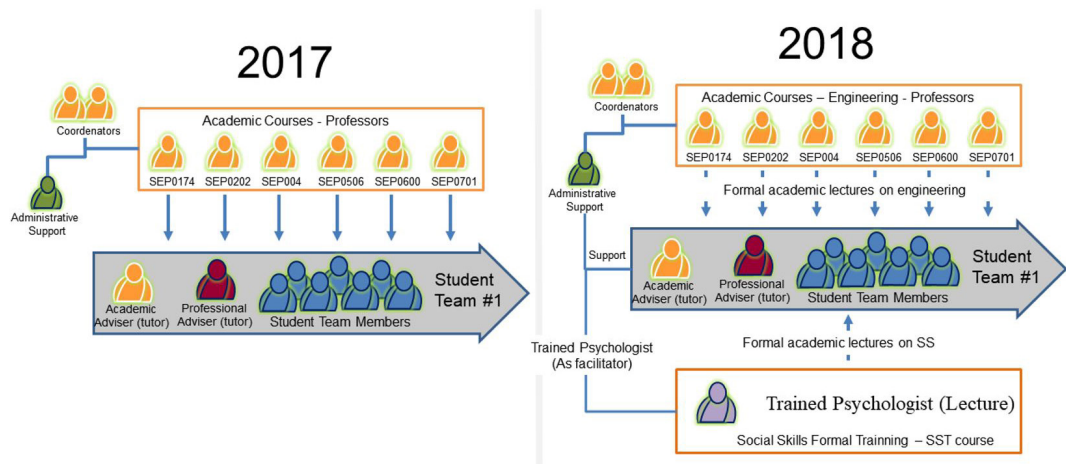 2017
Coordenators
Academic Courses - Professors
SEP0174 SEP0202 SEP004 SEP0506 SEP0600 SEP0701
Administrative
Support
Academic
Adviser (tutor)
Professional
Adviser (tutor)
Student Team Members
Student
Team #1
2018
Coordenators
Academic Courses – Engineering - Professors
SEP0174 SEP0202 SEP004 SEP0506 SEP0600 SEP0701
Formal academic lectures on engineering
Administrative
Support
Support
Academic
Adviser (tutor)
Professional
Adviser (tutor)
Student Team Members
Student
Team #1
Trained Psychologist
(As facilitator)
Formal academic lectures on SS
Trained Psychologist (Lecture)
Social Skills Formal Trainning – SST course